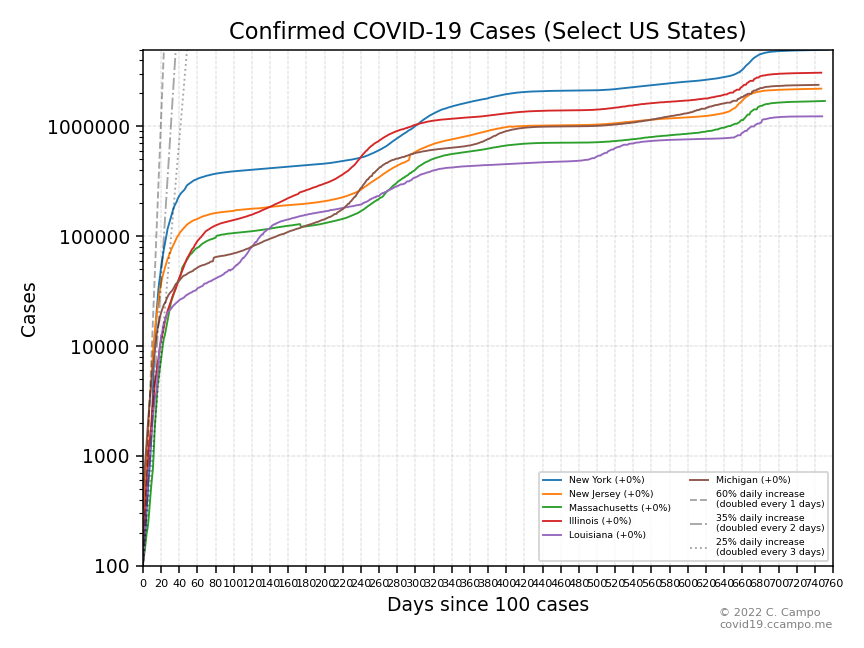 Confirmed COVID-19 Cases (Select US States)
1000000
100000
10000
1000
100
Cases
New York (+0%)
New Jersey (+0%)
Massachusetts (+0%)
Illinois (+0%)
Louisiana (+0%)
Michigan (+0%)
60% daily increase
(doubled every 1 days)
35% daily increase
(doubled every 2 days)
25% daily increase
(doubled every 3 days)
0 20 40 60 80 100 120 140 160 180 200 220 240 260 280 300 320 340 360 380 400 420 440 460 480 500 520 540 560 580 600 620 640 660 680 700 720 740 760
Days since 100 cases
© 2022 C. Campo
covid19.ccampo.me